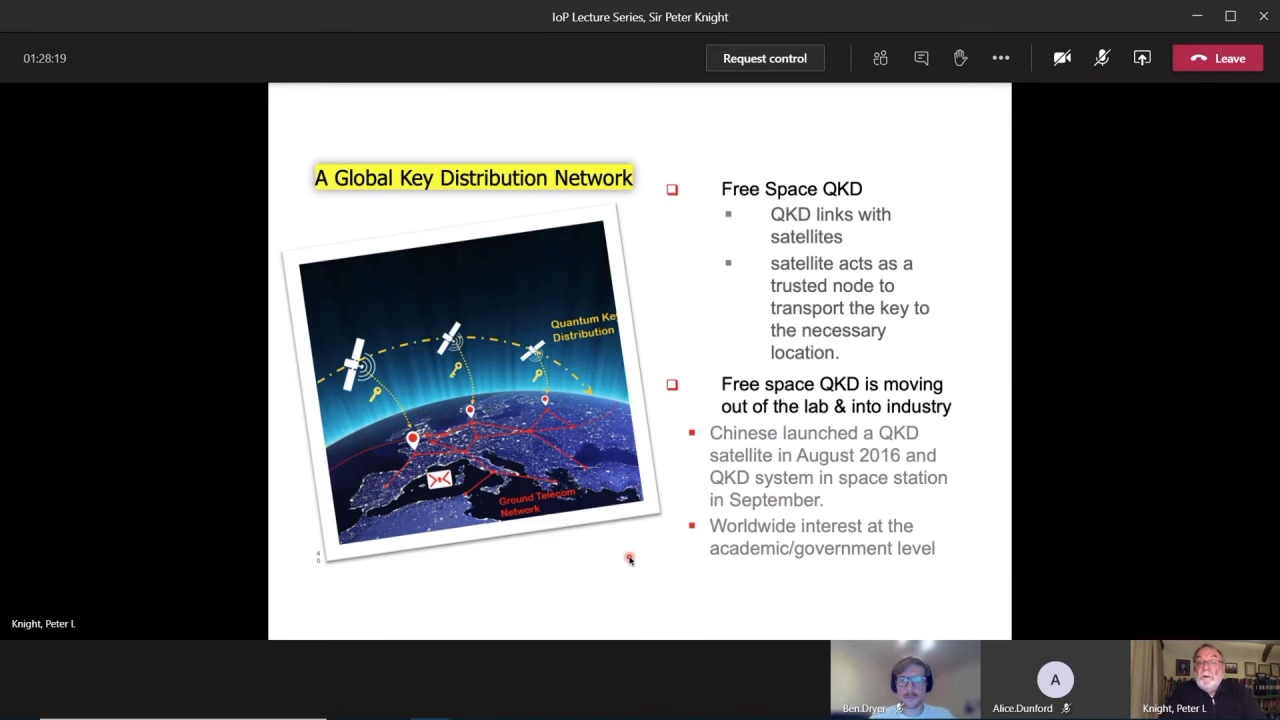 IoP Lecture Series, Sir Peter Knight
01:28:19
Request control
Leave
A Global Key Distribution Network
Quantum Key
Distribution
Ground Telecom
Network
4
0
Free Space QKD
QKD links with
satellites
satellite acts as a
trusted node to
transport the key to
the necessary
location.
Free space QKD is moving
out of the lab & into industry
Chinese launched a QKD
satellite in August 2016 and
QKD system in space station
in September.
Worldwide interest at the
academic/government level
Knight, Peter L
Ben.Dryer
A
Alice.Dunford
Knight, Peter L